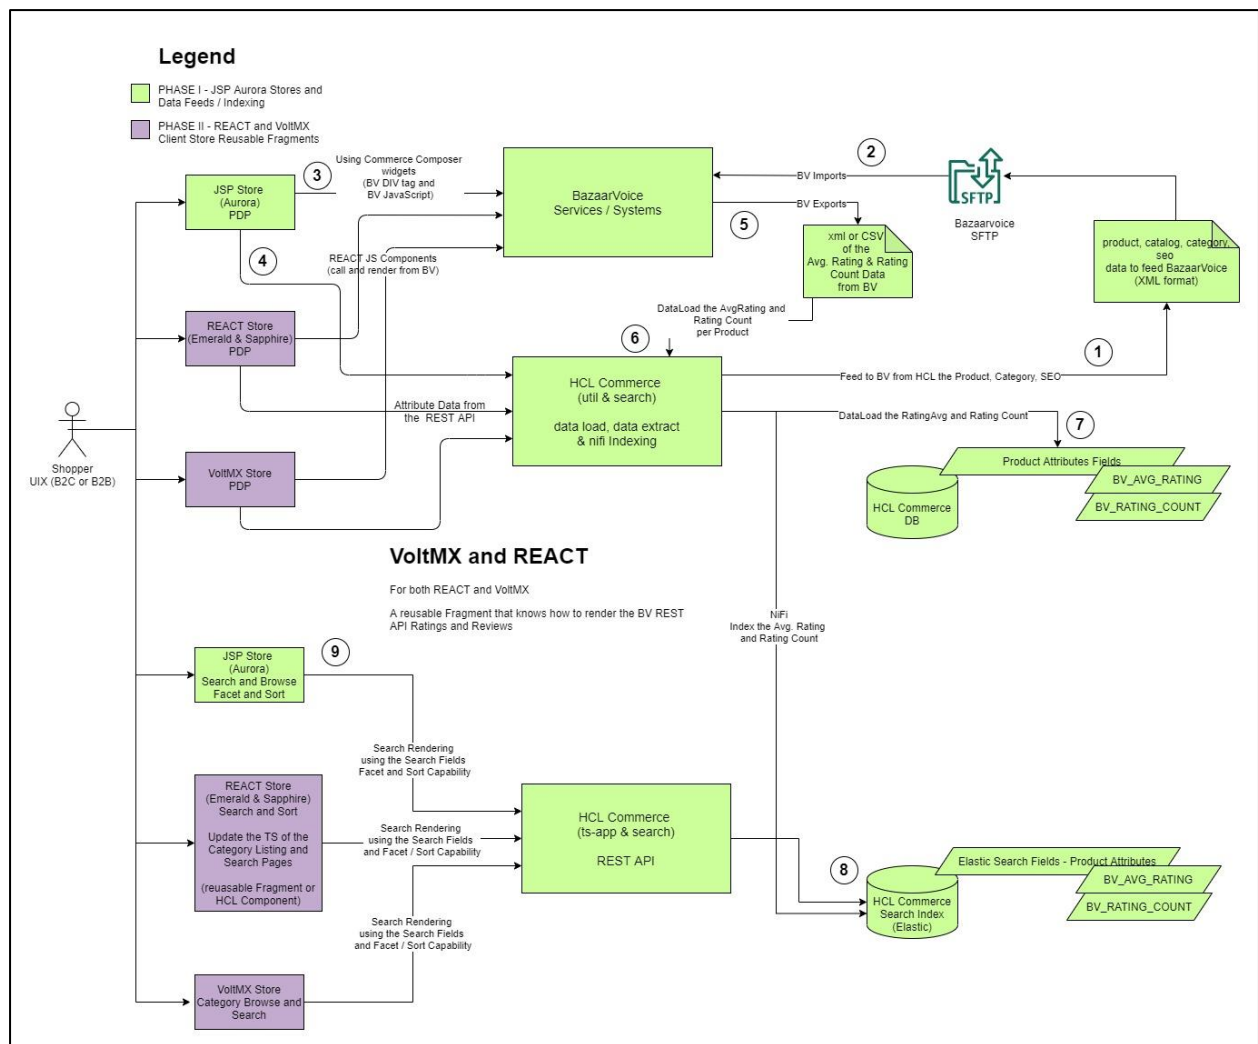 Legend
PHASE I - JSP Aurora Stores and
Data Feeds / Indexing
PHASE II - REACT and VoltMX
Client Store Reusable Fragments
JSP Store
(Aurora)
PDP
3
Using Commerce Composer
widgets
(BV DIV tag and
BV JavaScript)
BazaarVoice
Services / Systems
2
BV Imports
5
BV Exports
SFTP
Bazaarvoice
SFTP
product, catalog, category,
seo
data to feed BazaarVoice
(XML format)
xml or CSV
of the
Avg. Rating & Rating
Count Data
from BV
4
REACT JS Components
(call and render from BV)
REACT Store
(Emerald & Sapphire)
PDP
DataLoad the AvgRating and
Rating Count
per Product
6
1
HCL Commerce
(util & search)
data load, data extract
& nifi Indexing
Feed to BV from HCL the Product, Category, SEO
Attribute Data from
the REST API
DataLoad the RatingAvg and Rating Count
7
Shopper
UIX (B2C or B2B)
VoltMX Store
PDP
Product Attributes Fields
BV_AVG_RATING
BV_RATING_COUNT
HCL Commerce
DB
VoltMX and REACT
For both REACT and VoltMX
A reusable Fragment that knows how to render the BV REST
API Ratings and Reviews
NiFi
Index the Avg. Rating
and Rating Count
JSP Store
(Aurora)
Search and Browse
Facet and Sort
9
Search Rendering
using the Search Fields
Facet and Sort Capability
REACT Store
(Emerald & Sapphire)
Search and Sort
Update the TS of the
Category Listing and
Search Pages
(reuasable Fragment or
HCL Component)
Search Rendering
using the Search Fields
and Facet / Sort Capability
HCL Commerce
(ts-app & search)
REST API
8
HCL Commerce
Search Index
(Elastic)
Elastic Search Fields - Product Attributes
BV_AVG_RATING
BV_RATING_COUNT
Search Rendering
using the Search Fields
and Facet / Sort Capability
VoltMX Store
Category Browse and
Search